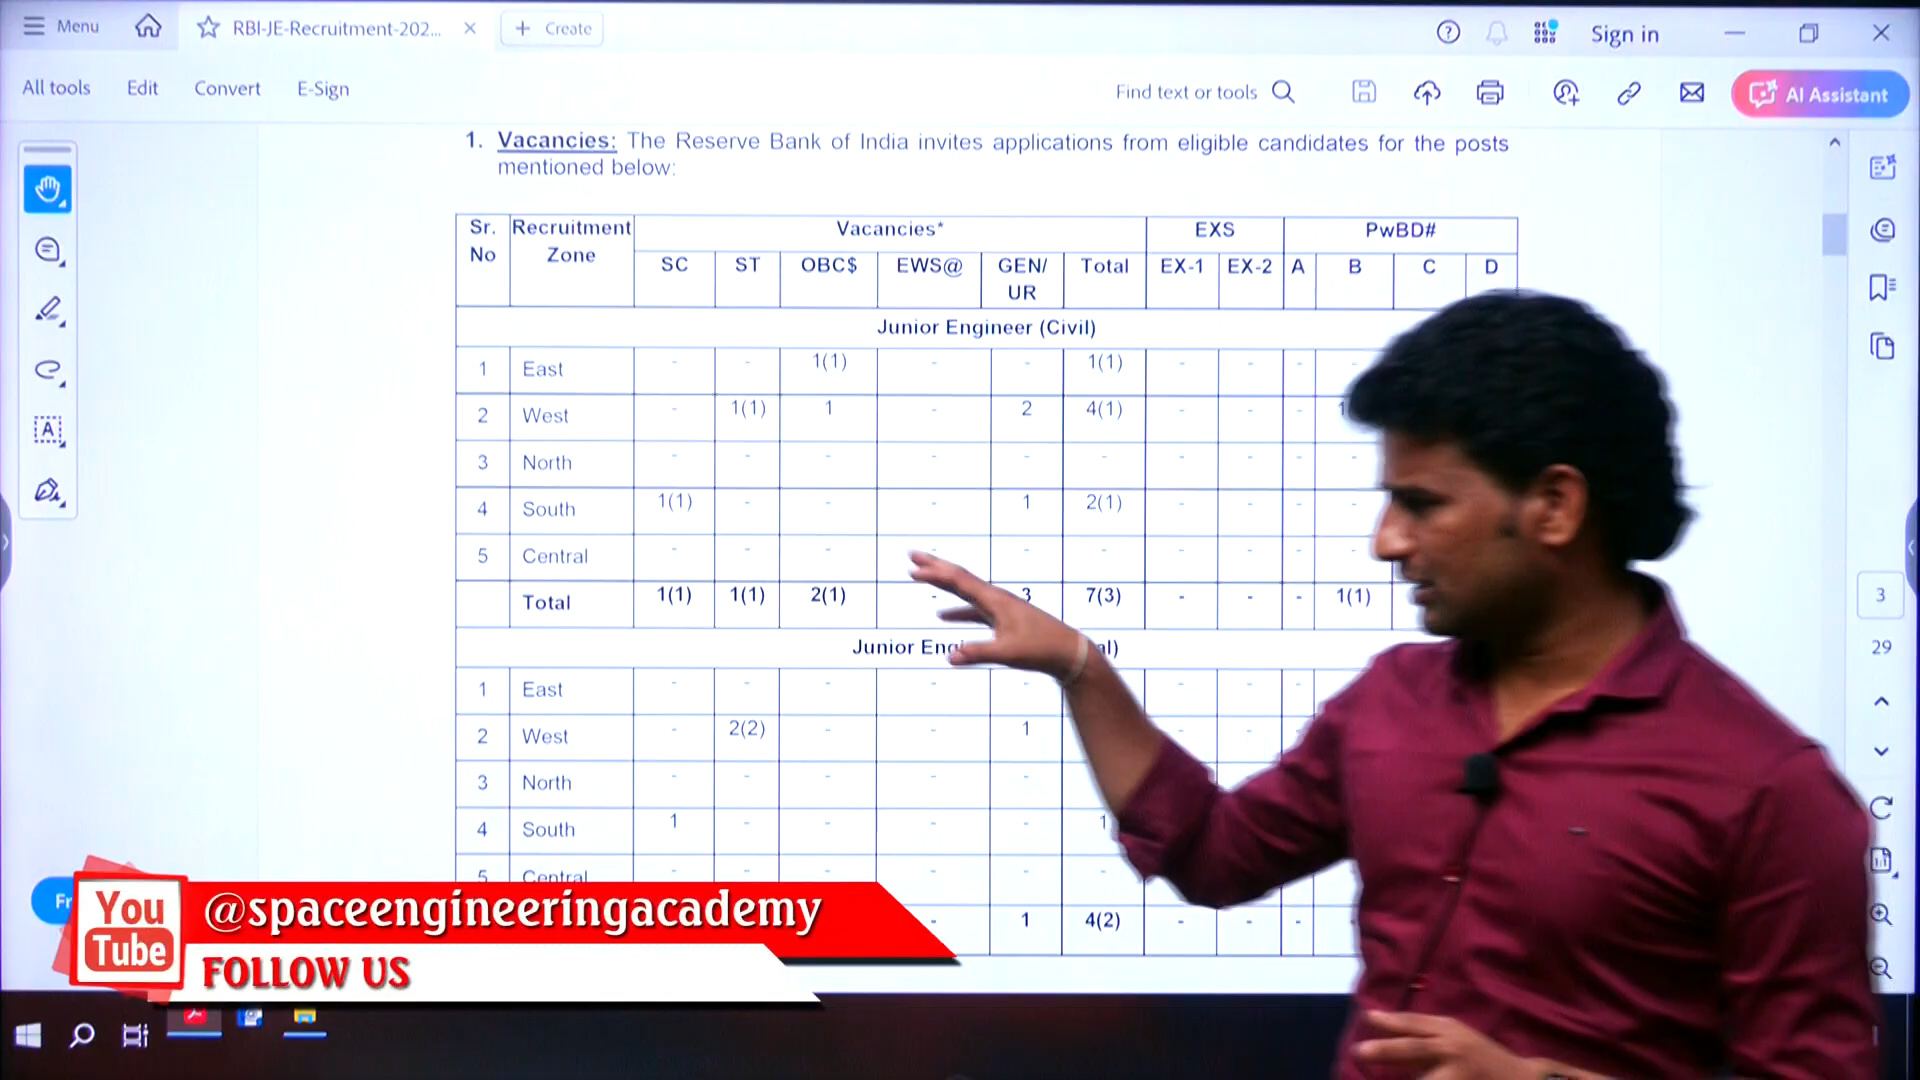 Menu
RBI-JE-Recruitment-202...
Create
Sign in
All tools Edit Convert E-Sign
Find text or tools
AI Assistant
1. Vacancies: The Reserve Bank of India invites applications from eligible candidates for the posts
mentioned below:
Sr. No Recruitment Zone Vacancies* EXS PwBD#
SC ST OBC$ EWS@ GEN/ UR Total EX-1 EX-2 A B C D
Junior Engineer (Civil)
1 East - - 1(1) - - 1(1) - - -
2 West - 1(1) 1 - 2 4(1) - - -
3 North - - - - - - - - - -
4 South 1(1) - - - 1 2(1) - - - -
5 Central - - - - - - - - - -
Total 1(1) 1(1) 2(1) - 3 7(3) - - - 1(1)
Junior
1 East - - - - - - - -
2 West - 2(2) - - 1 - - -
3 North - - - - - - - -
4 South 1 - - - - 1 - - -
5 Central - - - - - - - -
- 1 4(2) - - -
3
29
You
Tube
@spaceengineeringacademy
FOLLOW US